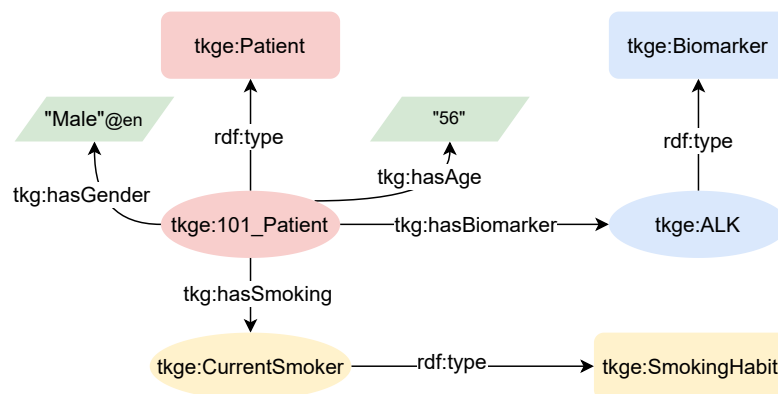 tkge:Patient
tkge:Biomarker
"Male"@en
"56"
rdf:type
rdf:type
tkg:hasAge
tkg:hasGender
tkge:101_Patient
tkg:hasBiomarker
tkge:ALK
tkg:hasSmoking
tkge:CurrentSmoker
rdf:type
tkge:SmokingHabit